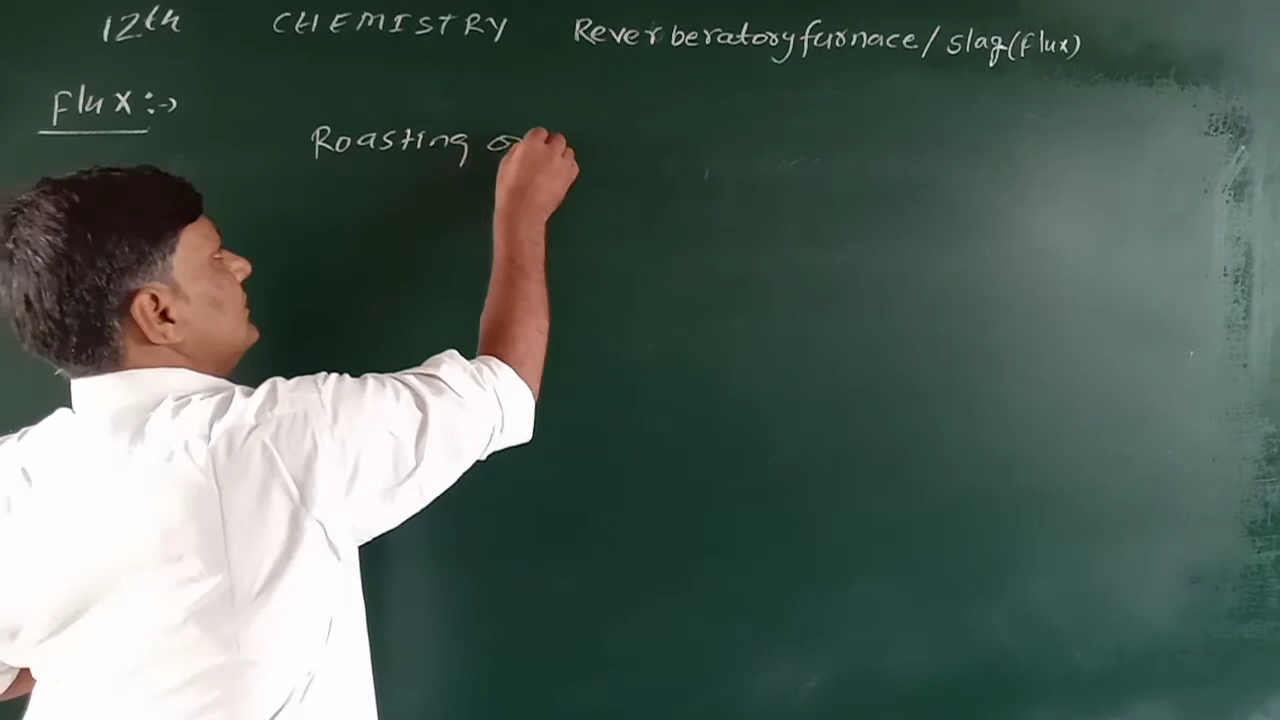 12th CHEMISTRY Reverberatory furnace / slag (flux)
Flux :->
Roasting o